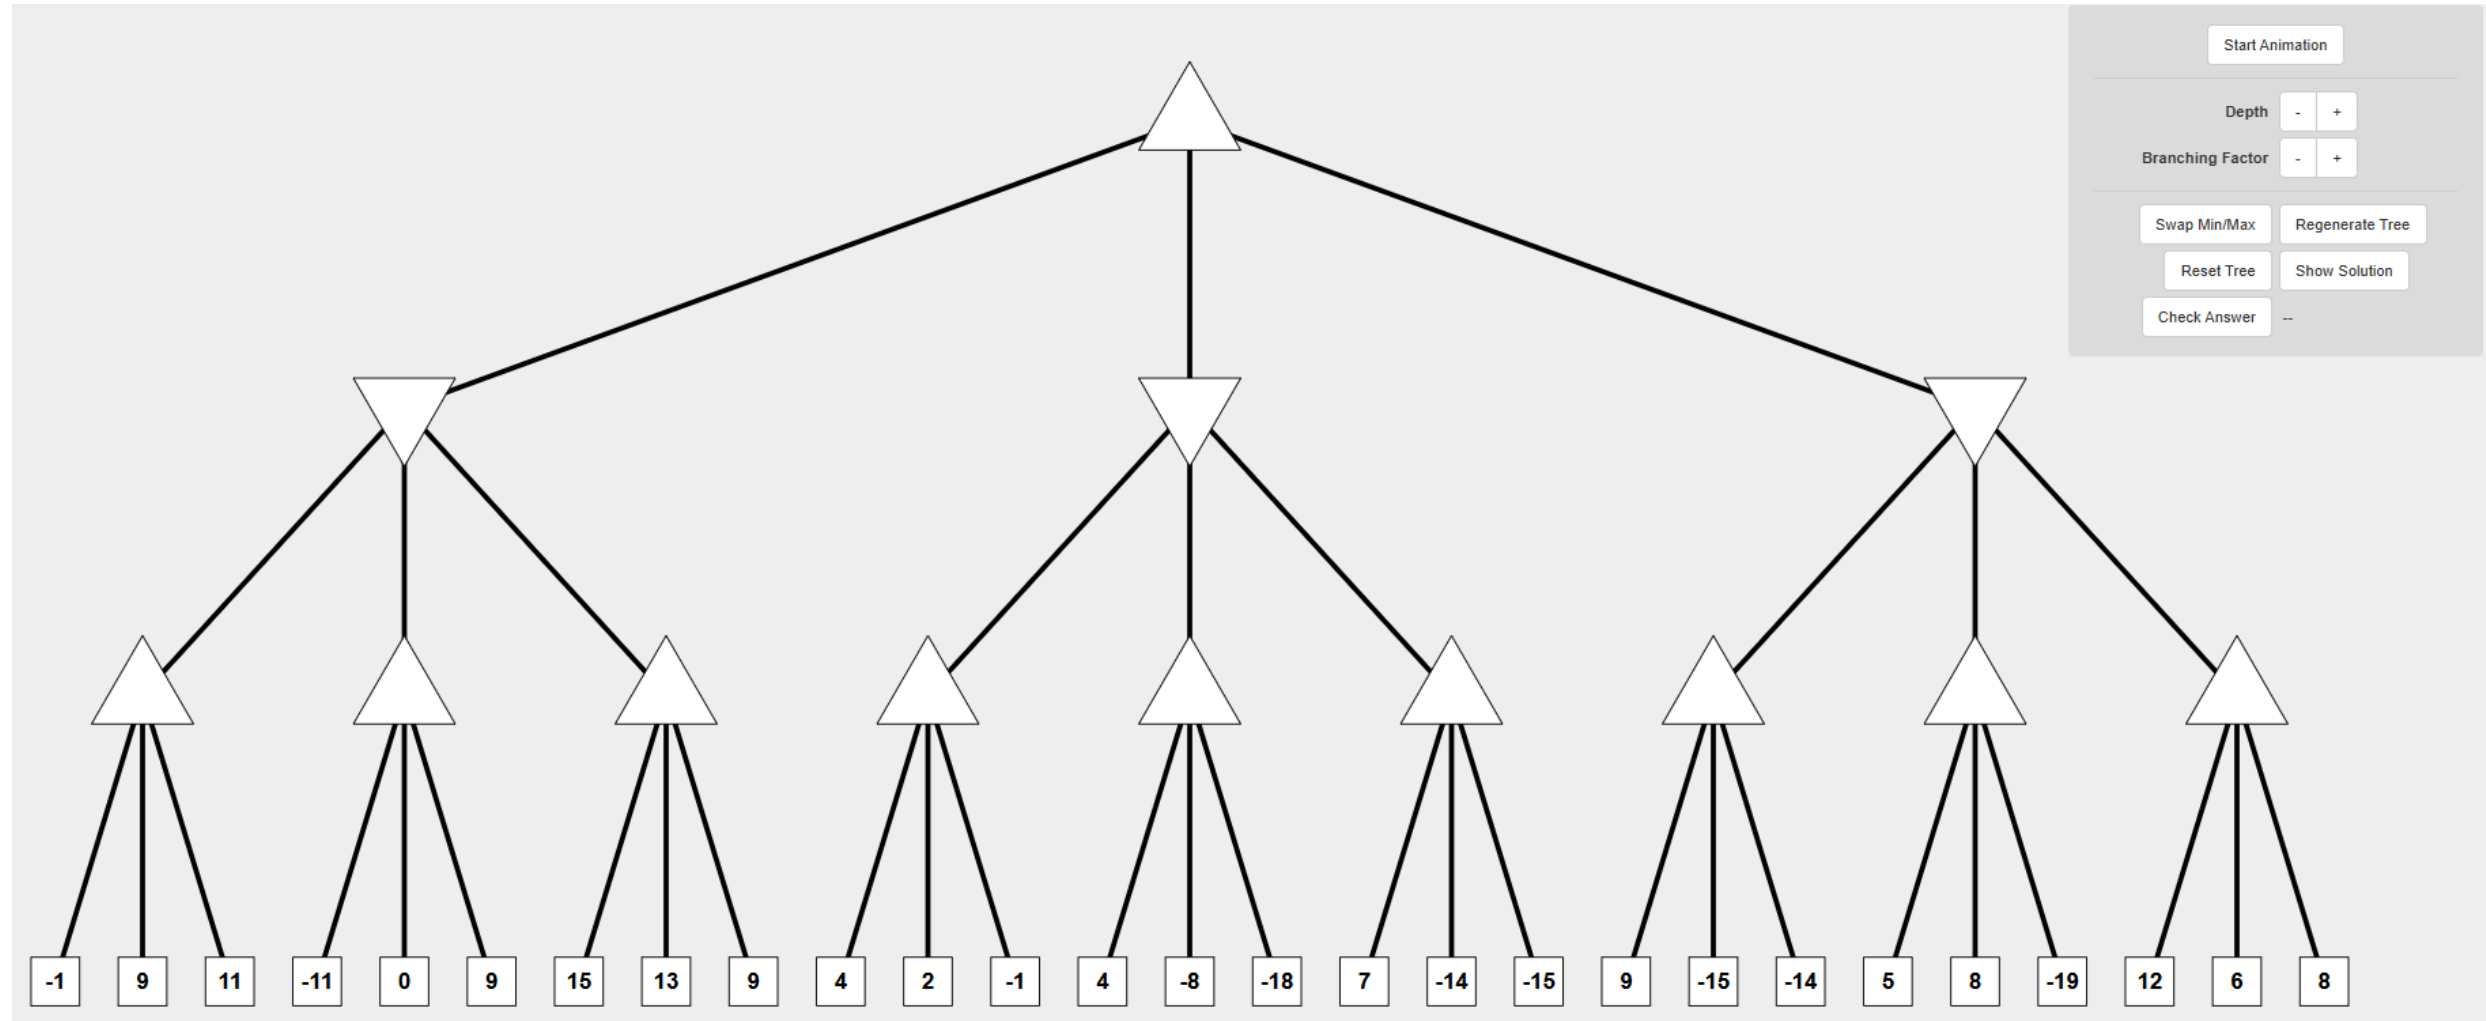 Start Animation
Depth - +
Branching Factor - +
Swap Min/Max Regenerate Tree
Reset Tree Show Solution
Check Answer --
-1 9 11 -11 0 9 15 13 9 4 2 -1 4 -8 -18 7 -14 -15 9 -15 -14 5 8 -19 12 6 8